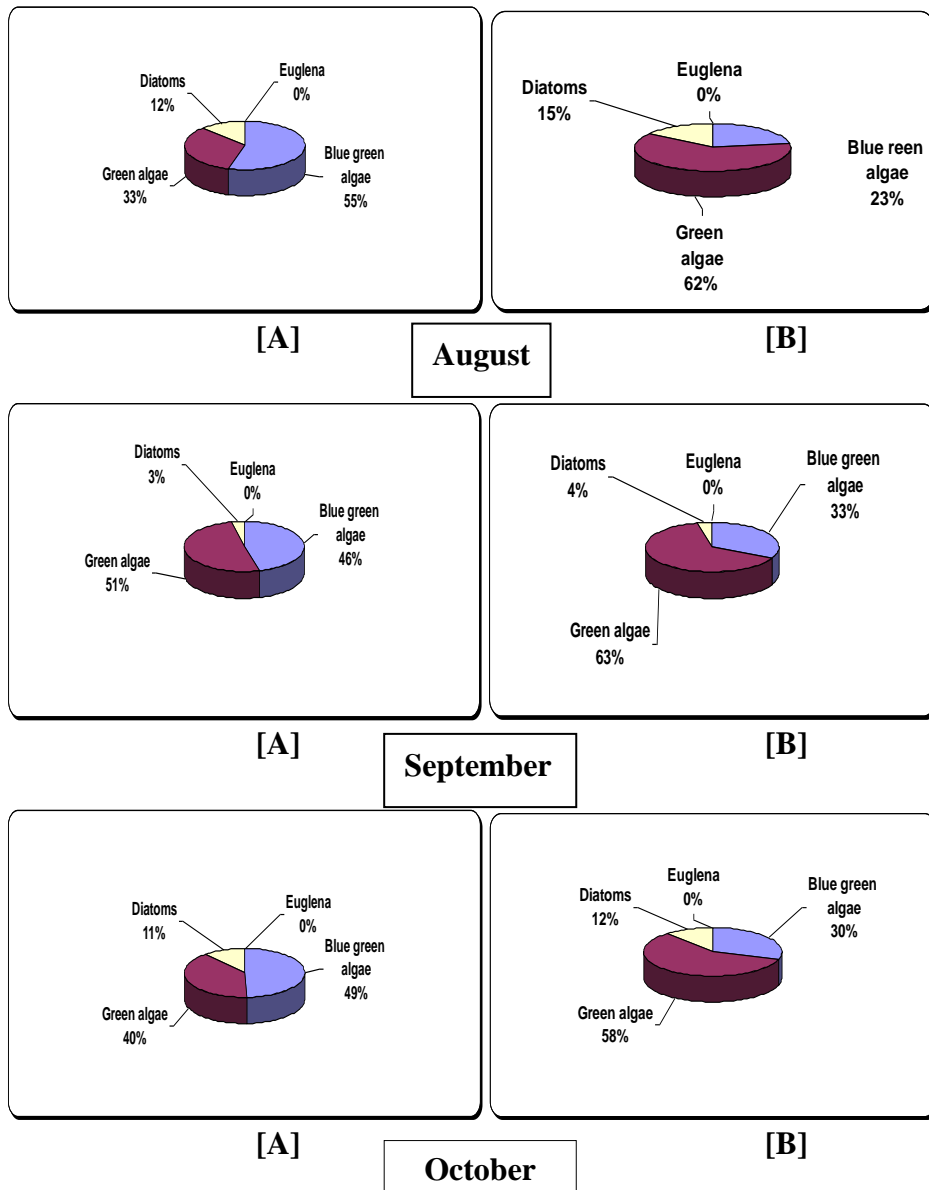 Euglena
0%
Diatoms
12%
Blue green
algae
55%
Green algae
33%
Euglena
0%
Diatoms
15%
Blue reen
algae
23%
Green
algae
62%
[A]
[B]
August
Diatoms
3%
Euglena
0%
Blue green
algae
46%
Green algae
51%
Diatoms
4%
Euglena
0%
Blue green
algae
33%
Green algae
63%
[A]
[B]
September
Diatoms
11%
Euglena
0%
Blue green
algae
49%
Green algae
40%
Euglena
0%
Diatoms
12%
Blue green
algae
30%
Green algae
58%
[A]
[B]
October